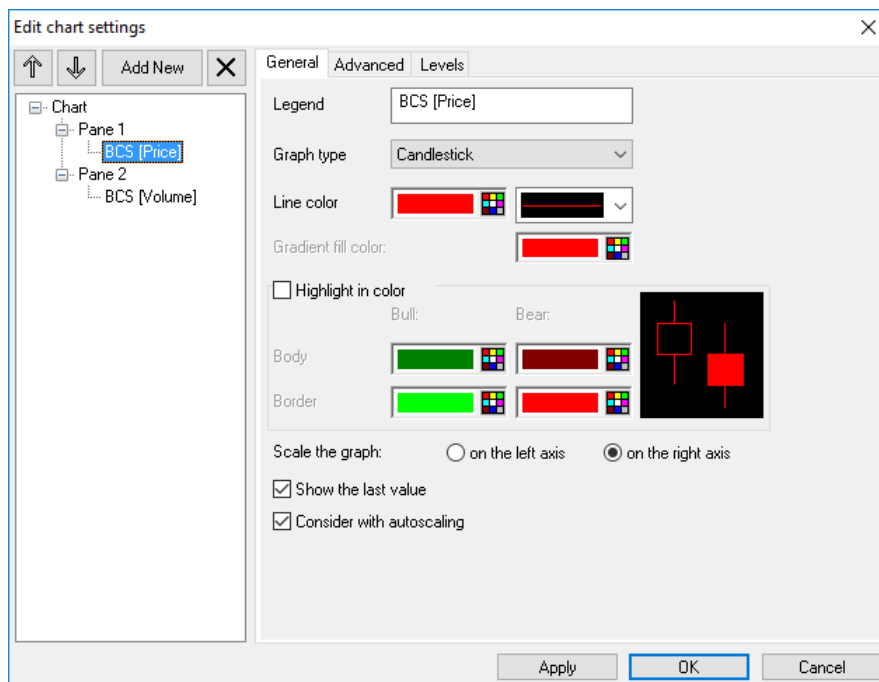 Edit chart settings
Add New
Chart
Pane 1
BCS [Price]
Pane 2
BCS [Volume]
General Advanced Levels
Legend BCS [Price]
Graph type Candlestick
Line color
Gradient fill color:
Highlight in color
Bull: Bear:
Body
Border
Scale the graph: on the left axis on the right axis
Show the last value
Consider with autoscaling
Apply OK Cancel